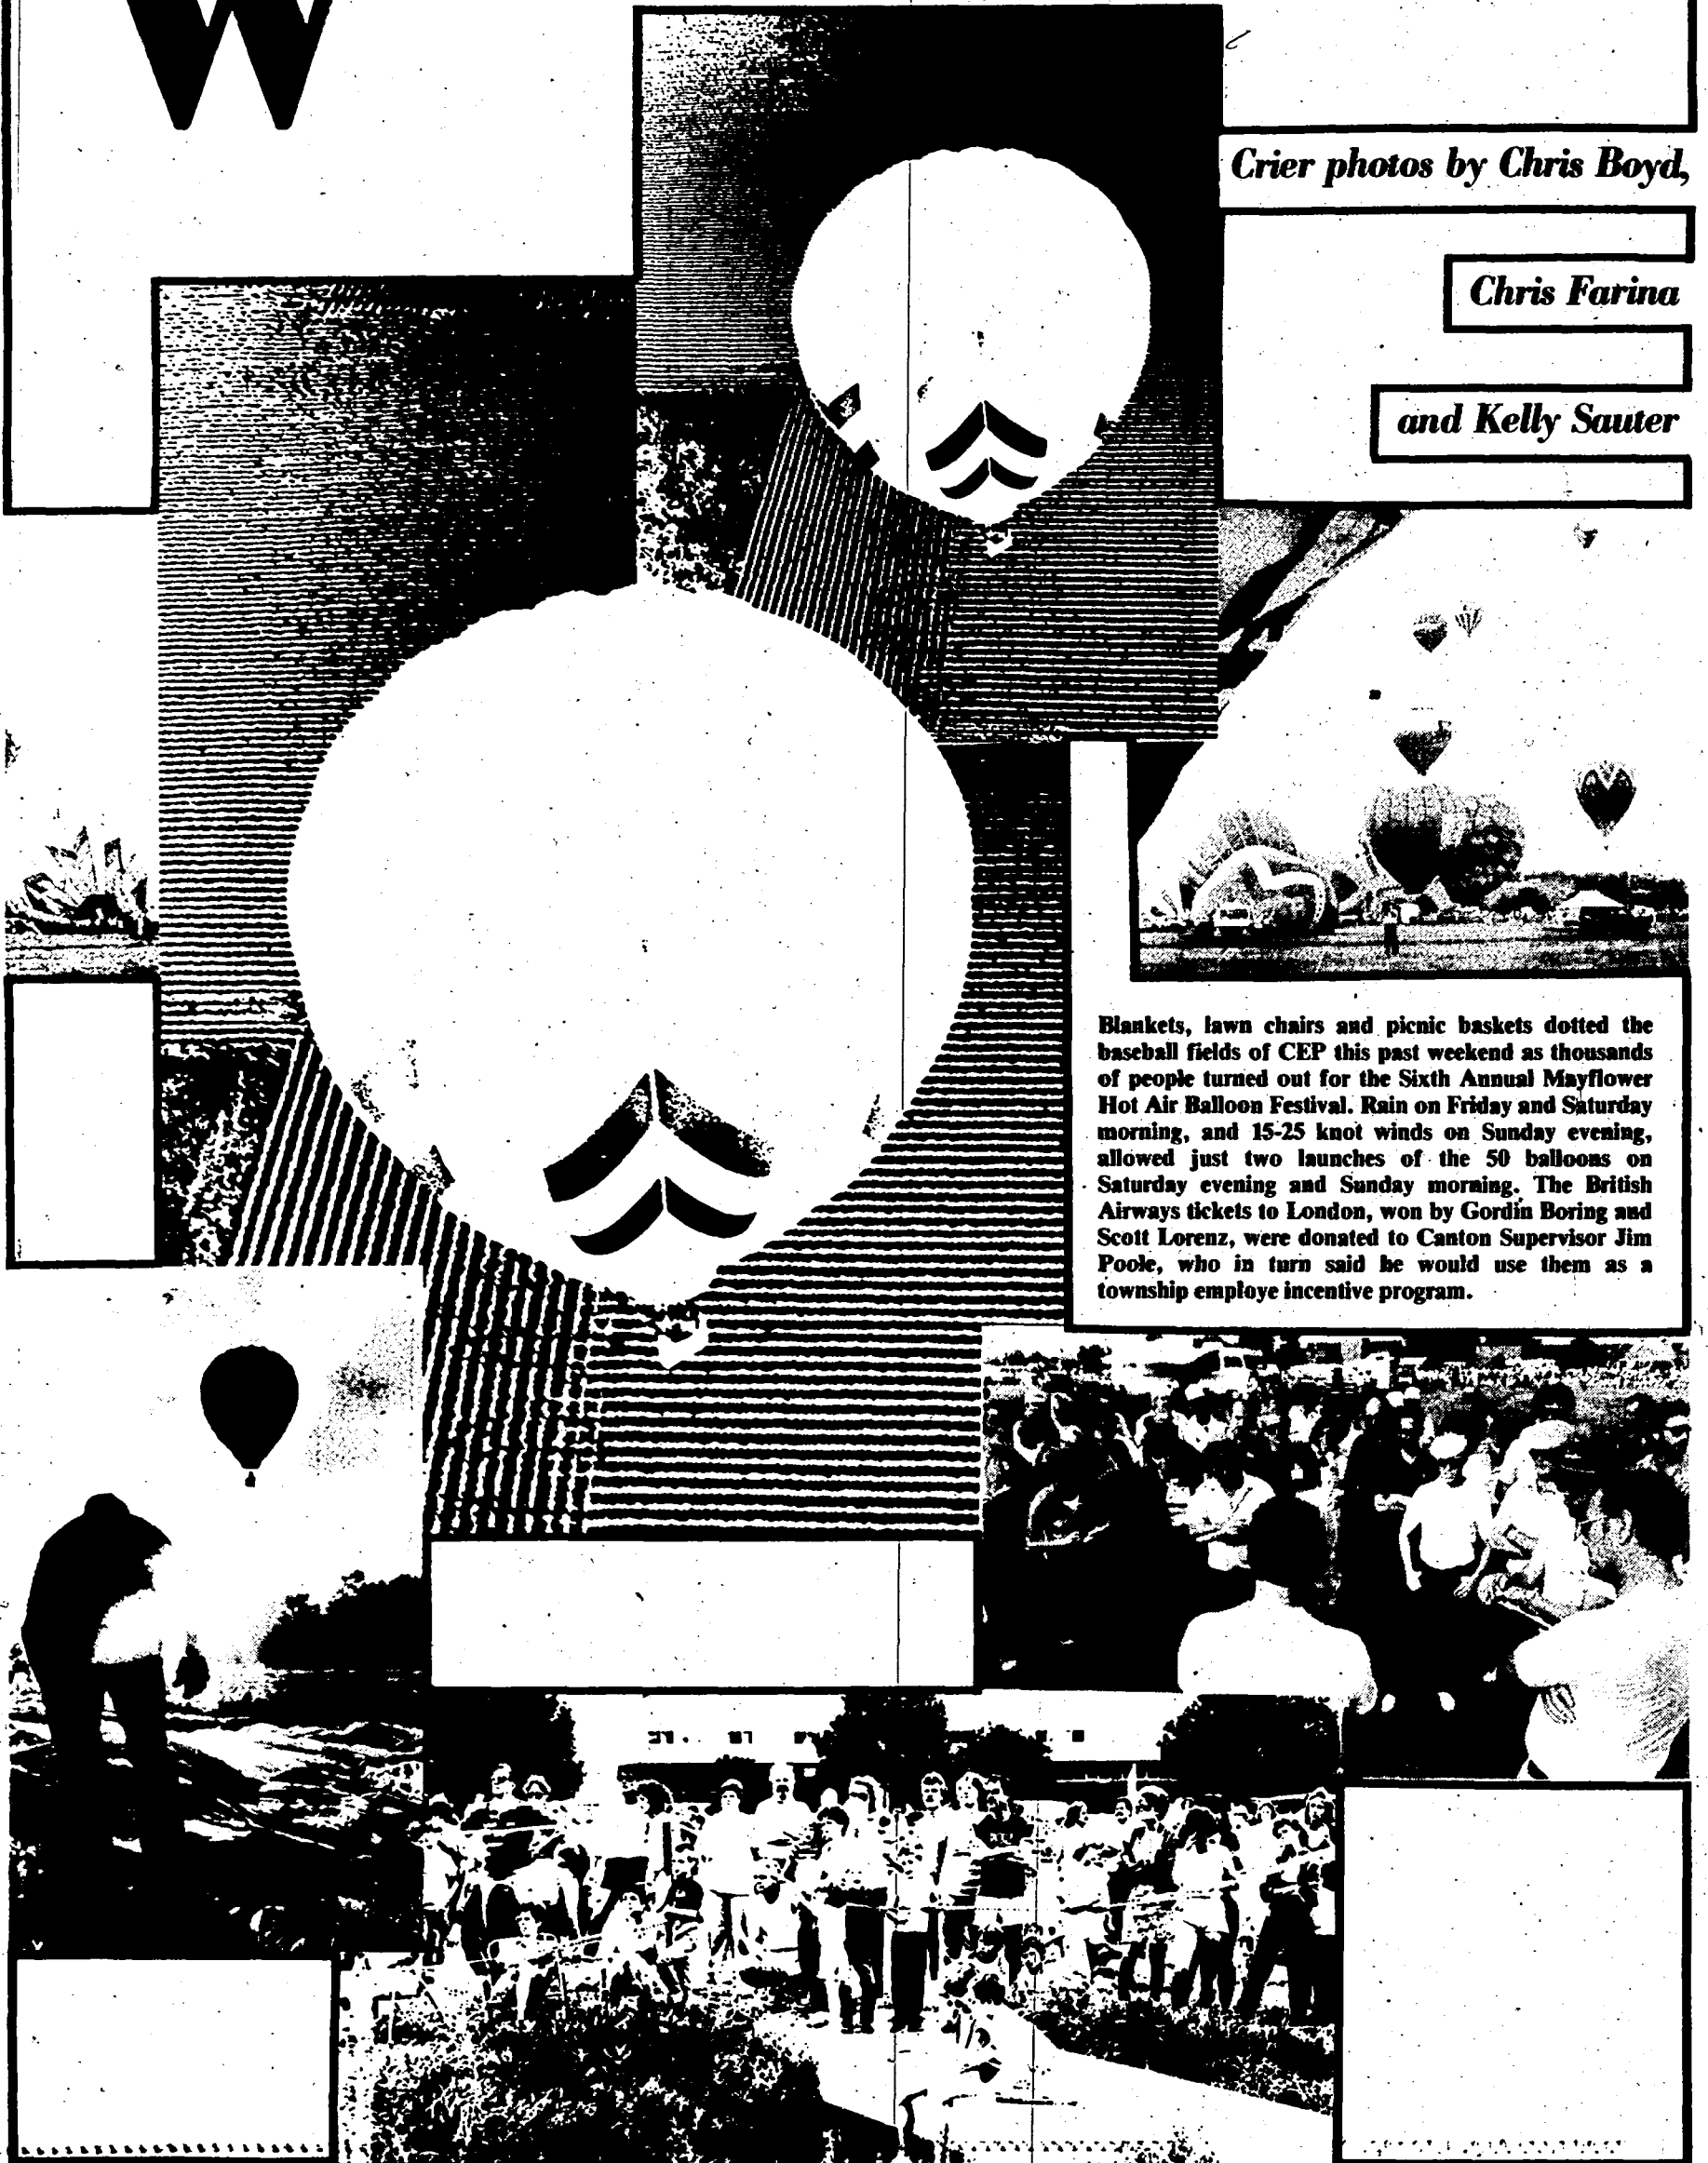 W
Crier photos by Chris Boyd,
Chris Farina
and Kelly Sauter
Blankets, lawn chairs and picnic baskets dotted the
baseball fields of CEP this past weekend as thousands
of people turned out for the Sixth Annual Mayflower
Hot Air Balloon Festival. Rain on Friday and Saturday
morning, and 15-25 knot winds on Sunday evening,
allowed just two launches of the 50 balloons on
Saturday evening and Sunday morning. The British
Airways tickets to London, won by Gordin Boring and
Scott Lorenz, were donated to Canton Supervisor Jim
Poole, who in turn said he would use them as a
township employe incentive program.